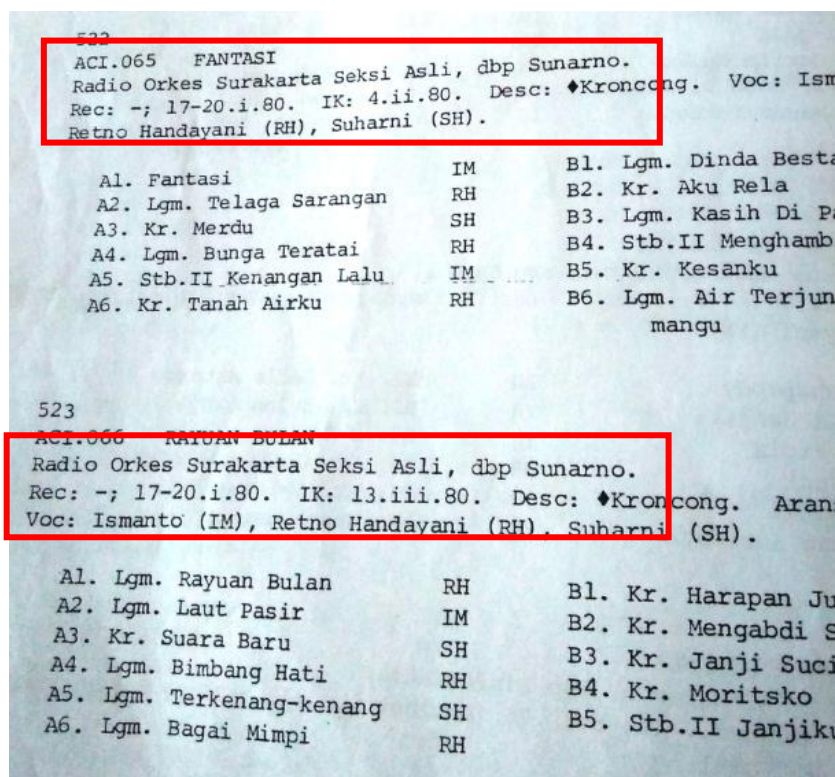 522
ACI.065 FANTASI
Radio Orkes Surakarta Seksi Asli, dbp Sunarno.
Rec: -; 17-20.i.80. IK: 4.ii.80. Desc: ♦Kroncong. Voc: Ism
Retno Handayani (RH), Suharni (SH).
A1. Fantasi IM
A2. Lgm. Telaga Sarangan RH
A3. Kr. Merdu SH
A4. Lgm. Bunga Teratai RH
A5. Stb.II Kenangan Lalu IM
A6. Kr. Tanah Airku RH
B1. Lgm. Dinda Besta
B2. Kr. Aku Rela
B3. Lgm. Kasih Di Pa
B4. Stb.II Menghamb
B5. Kr. Kesanku
B6. Lgm. Air Terjun
mangu
523
ACI.066 RAYUAN BULAN
Radio Orkes Surakarta Seksi Asli, dbp Sunarno.
Rec: -; 17-20.i.80. IK: 13.iii.80. Desc: ♦Kroncong. Aran
Voc: Ismanto (IM), Retno Handayani (RH), Suharni (SH).
A1. Lgm. Rayuan Bulan RH
A2. Lgm. Laut Pasir IM
A3. Kr. Suara Baru SH
A4. Lgm. Bimbang Hati RH
A5. Lgm. Terkenang-kenang SH
A6. Lgm. Bagai Mimpi RH
B1. Kr. Harapan Ju
B2. Kr. Mengabdi S
B3. Kr. Janji Suci
B4. Kr. Moritsko
B5. Stb.II Janjiku